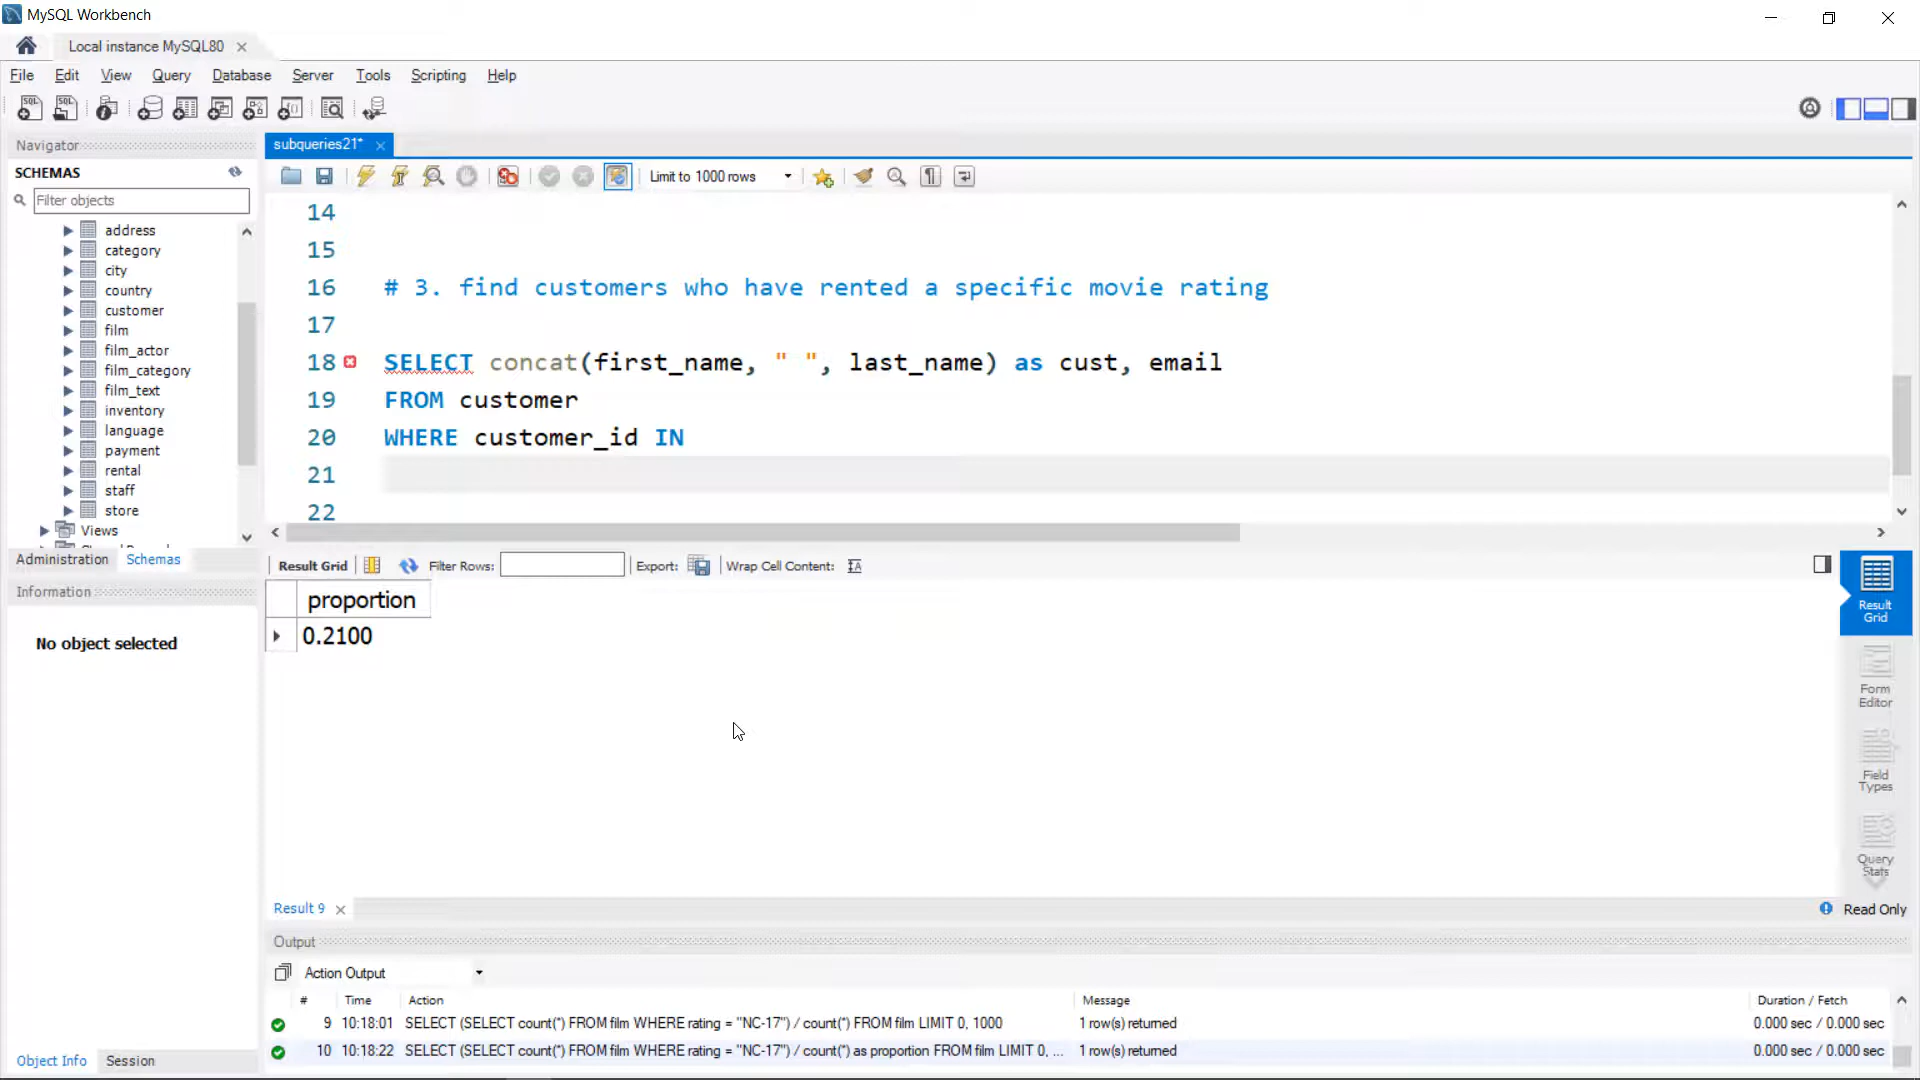 MySQL Workbench
Local instance MySQL80
File Edit View Query Database Server Tools Scripting Help
Navigator
SCHEMAS
Filter objects
address
category
city
country
customer
film
film_actor
film_category
film_text
inventory
language
payment
rental
staff
store
Views
Administration Schemas
Information
No object selected
Object Info Session
subqueries21*
Limit to 1000 rows
14
15
16 # 3. find customers who have rented a specific movie rating
17
18 SELECT concat(first_name, " ", last_name) as cust, email
19 FROM customer
20 WHERE customer_id IN
21
22
Result Grid Filter Rows: Export: Wrap Cell Content:
proportion
0.2100
Result Grid
Form Editor
Field Types
Query Stats
Result 9
Read Only
Output
Action Output
# Time Action Message Duration / Fetch
9 10:18:01 SELECT (SELECT count(*) FROM film WHERE rating = "NC-17") / count(*) FROM film LIMIT 0, 1000 1 row(s) returned 0.000 sec / 0.000 sec
10 10:18:22 SELECT (SELECT count(*) FROM film WHERE rating = "NC-17") / count(*) as proportion FROM film LIMIT 0, ... 1 row(s) returned 0.000 sec / 0.000 sec